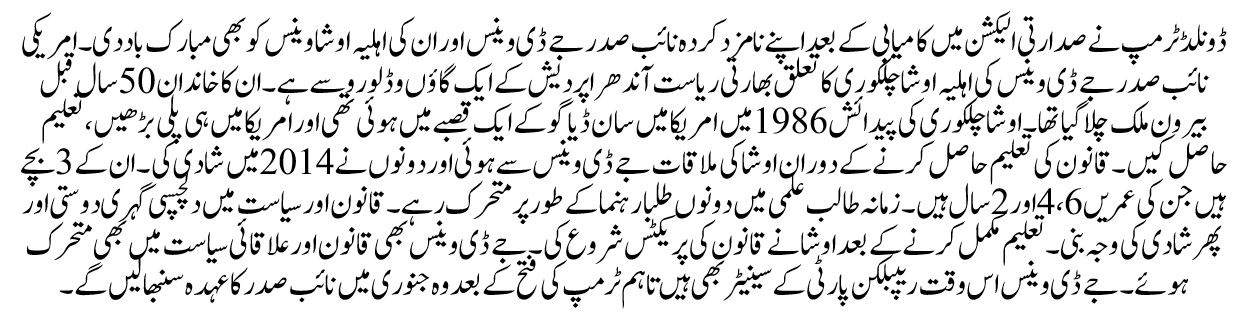 ڈونلڈ ٹرمپ نے صدارتی الیکشن میں کامیابی کے بعد اپنے نامزد کردہ نائب صدر جے ڈی وینس اور ان کی اہلیہ اوشا وینس کو بھی مبارک باد دی۔ امریکی
نائب صدر جے ڈی وینس کی اہلیہ اوشا چلکوری کا تعلق بھارتی ریاست آندھرا پردیش کے ایک گاؤں وڈلورو سے ہے۔ ان کا خاندان 50 سال قبل
بیرون ملک چلا گیا تھا۔ اوشا چلکوری کی پیدائش 1986 میں امریکا میں سان ڈیاگو کے ایک قصبے میں ہوئی تھی اور امریکا میں ہی پلی بڑھیں، تعلیم
حاصل کیں۔ قانون کی تعلیم حاصل کرنے کے دوران اوشا کی ملاقات جے ڈی وینس سے ہوئی اور دونوں نے 2014 میں شادی کی۔ ان کے 3 بچے
ہیں جن کی عمریں 6، 4 اور 2 سال ہیں۔ زمانہ طالب علمی میں دونوں طلبا رہنما کے طور پر متحرک رہے۔ قانون اور سیاست میں دلچسپی گہری دوستی اور
پھر شادی کی وجہ بنی۔ تعلیم مکمل کرنے کے بعد اوشا نے قانون کی پریکٹس شروع کی۔ جے ڈی وینس بھی قانون اور علاقائی سیاست میں بھی متحرک
ہوئے۔ جے ڈی وینس اس وقت ریپبلکن پارٹی کے سینیٹر بھی ہیں تاہم ٹرمپ کی فتح کے بعد وہ جنوری میں نائب صدر کا عہدہ سنبھالیں گے۔